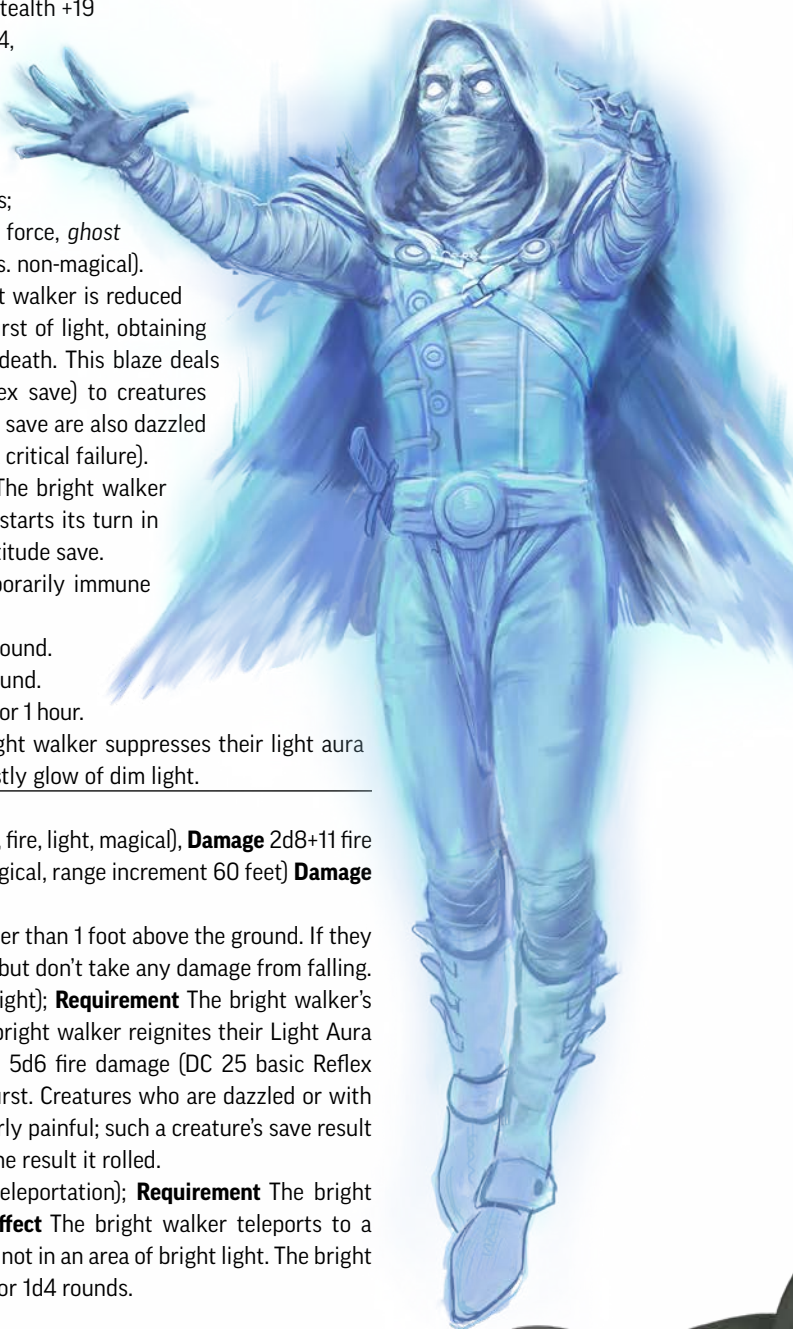 tealth +19
4,
s;
force, ghost
s. non-magical).
t walker is reduced
rst of light, obtaining
death. This blaze deals
ex save) to creatures
save are also dazzled
critical failure).
The bright walker
starts its turn in
titude save.
porarily immune
ound.
und.
or 1 hour.
ght walker suppresses their light aura
stly glow of dim light.
, fire, light, magical), Damage 2d8+11 fire
gical, range increment 60 feet) Damage
er than 1 foot above the ground. If they
but don't take any damage from falling.
ight); Requirement The bright walker's
bright walker reignites their Light Aura
5d6 fire damage (DC 25 basic Reflex
urst. Creatures who are dazzled or with
rly painful; such a creature's save result
he result it rolled.
eleportation); Requirement The bright
ffect The bright walker teleports to a
not in an area of bright light. The bright
or 1d4 rounds.